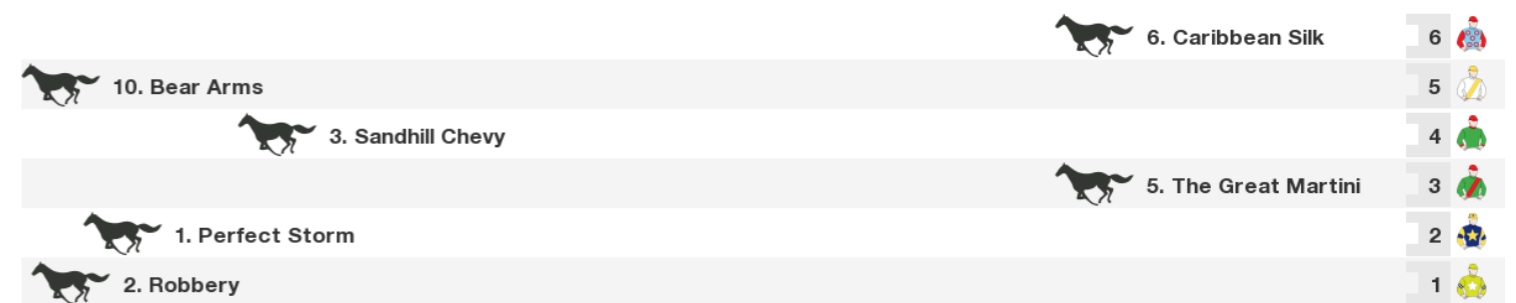 6. Caribbean Silk 6
10. Bear Arms 5
3. Sandhill Chevy 4
5. The Great Martini 3
1. Perfect Storm 2
2. Robbery 1